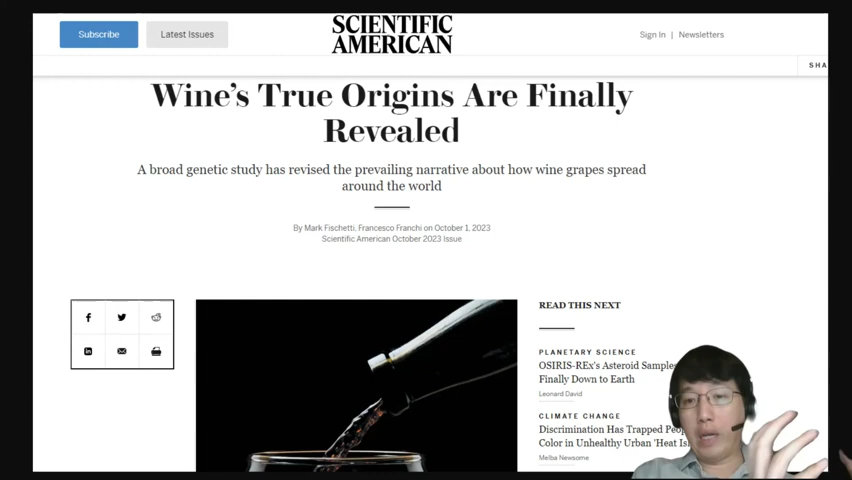 Subscribe
Latest Issues
SCIENTIFIC
AMERICAN
Sign In | Newsletters
SHA
Wine's True Origins Are Finally
Revealed
A broad genetic study has revised the prevailing narrative about how wine grapes spread
around the world
By Mark Fischetti, Francesco Franchi on October 1, 2023
Scientific American October 2023 Issue
READ THIS NEXT
PLANETARY SCIENCE
OSIRIS-REx's Asteroid Samples
Finally Down to Earth
Leonard David
CLIMATE CHANGE
Discrimination Has Trapped
Color in Unhealthy Urban 'Heat
Melba Newsome